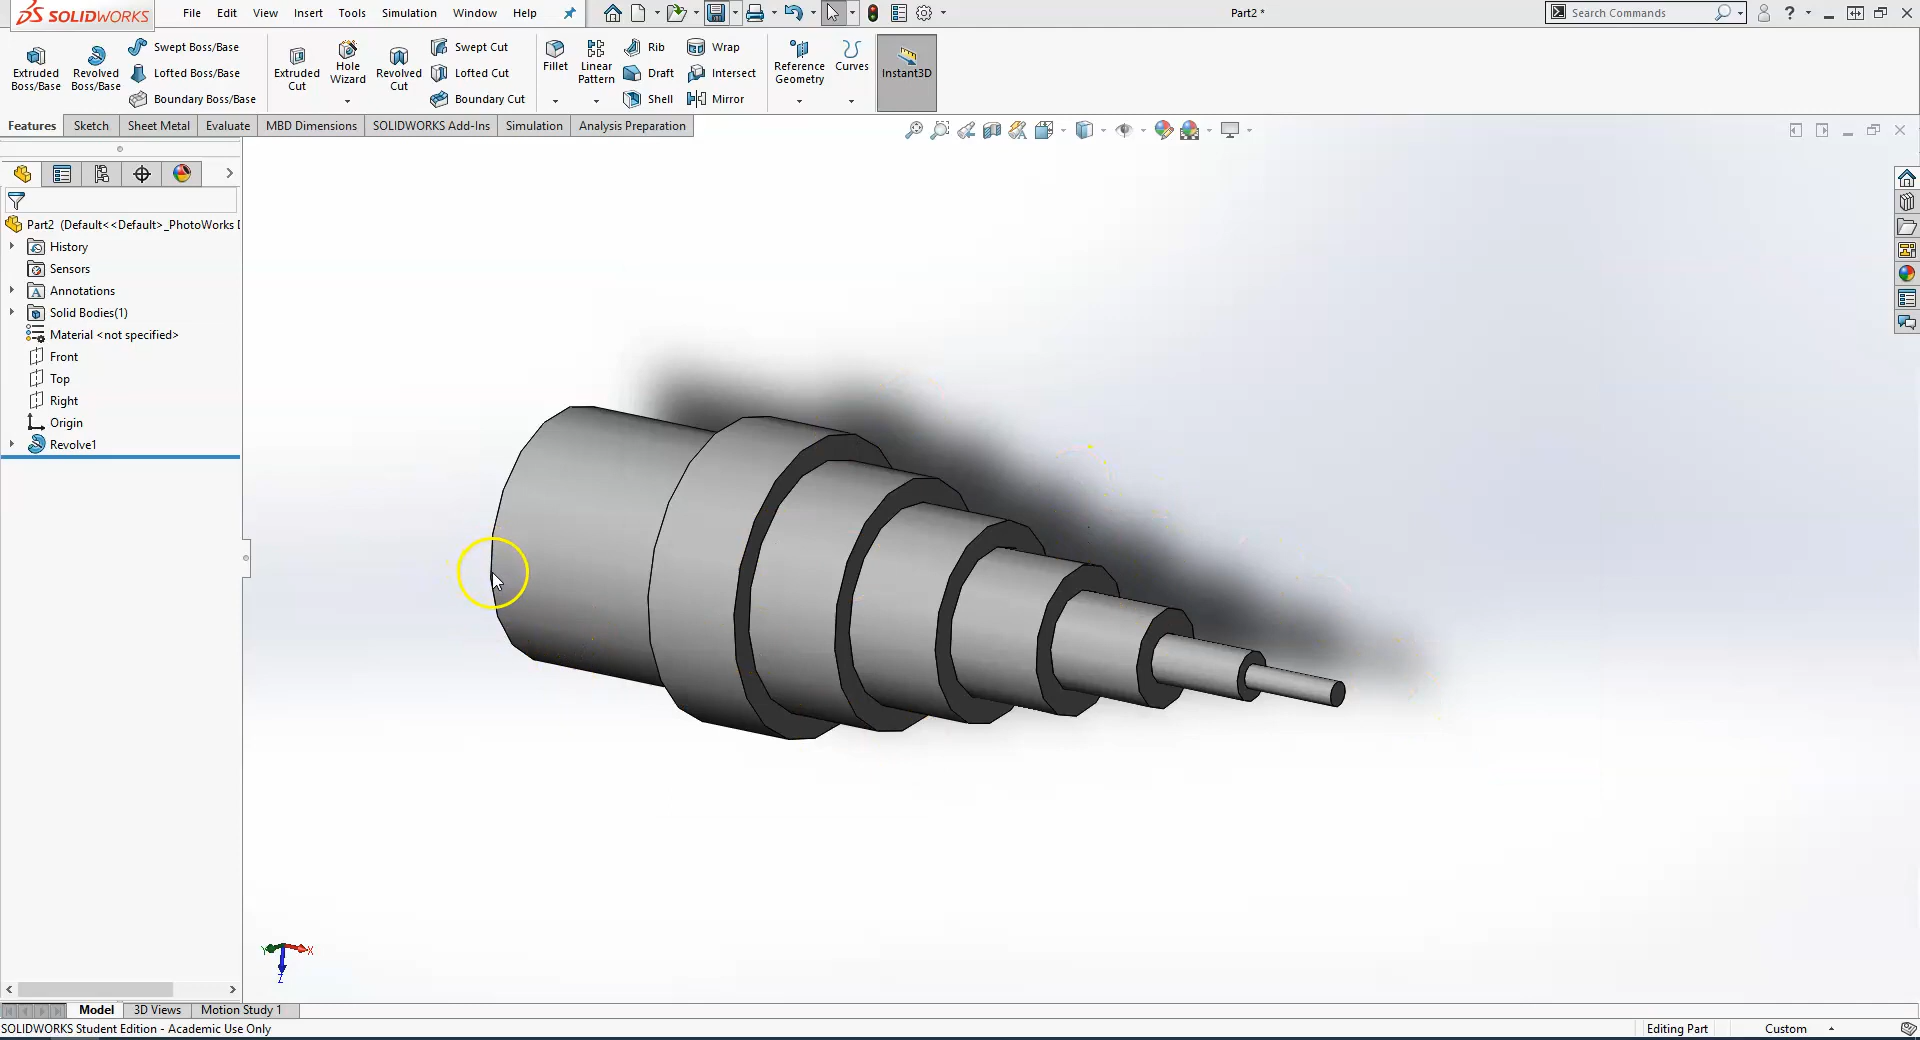 SOLIDWORKS File Edit View Insert Tools Simulation Window Help Part2 * Search Commands
Extruded Boss/Base
Revolved Boss/Base
Swept Boss/Base
Lofted Boss/Base
Boundary Boss/Base
Extruded Cut
Hole Wizard
Revolved Cut
Swept Cut
Lofted Cut
Boundary Cut
Fillet
Linear Pattern
Rib
Draft
Shell
Wrap
Intersect
Mirror
Reference Geometry
Curves
Instant3D
Features Sketch Sheet Metal Evaluate MBD Dimensions SOLIDWORKS Add-Ins Simulation Analysis Preparation
Part2 (Default<<Default>_PhotoWorks
History
Sensors
Annotations
Solid Bodies(1)
Material <not specified>
Front
Top
Right
Origin
Revolve1
Y X
Z
Model 3D Views Motion Study 1
SOLIDWORKS Student Edition - Academic Use Only Editing Part Custom